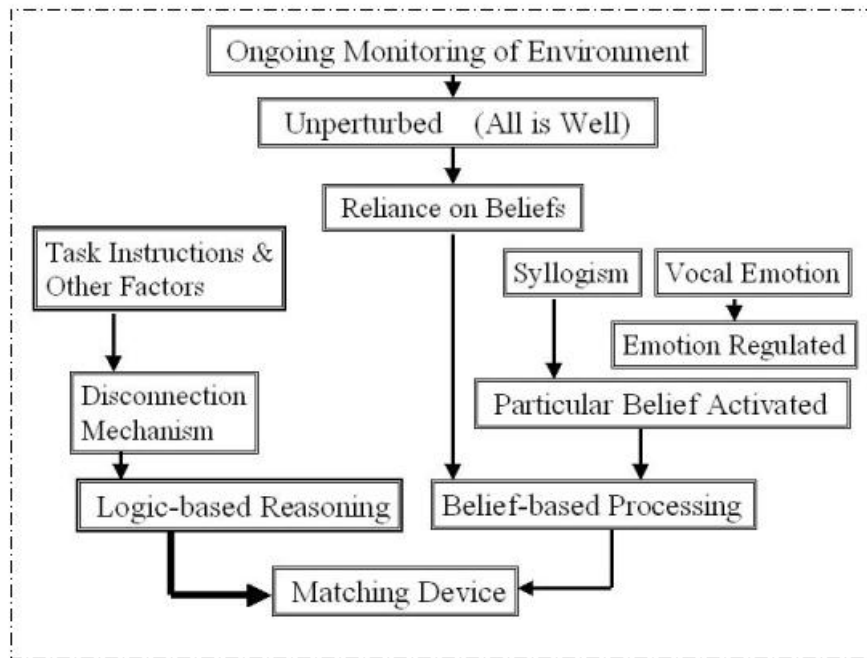 Ongoing Monitoring of Environment
Unperturbed (All is Well)
Reliance on Beliefs
Task Instructions &
Other Factors
Syllogism
Vocal Emotion
Emotion Regulated
Disconnection
Mechanism
Particular Belief Activated
Logic-based Reasoning
Belief-based Processing
Matching Device